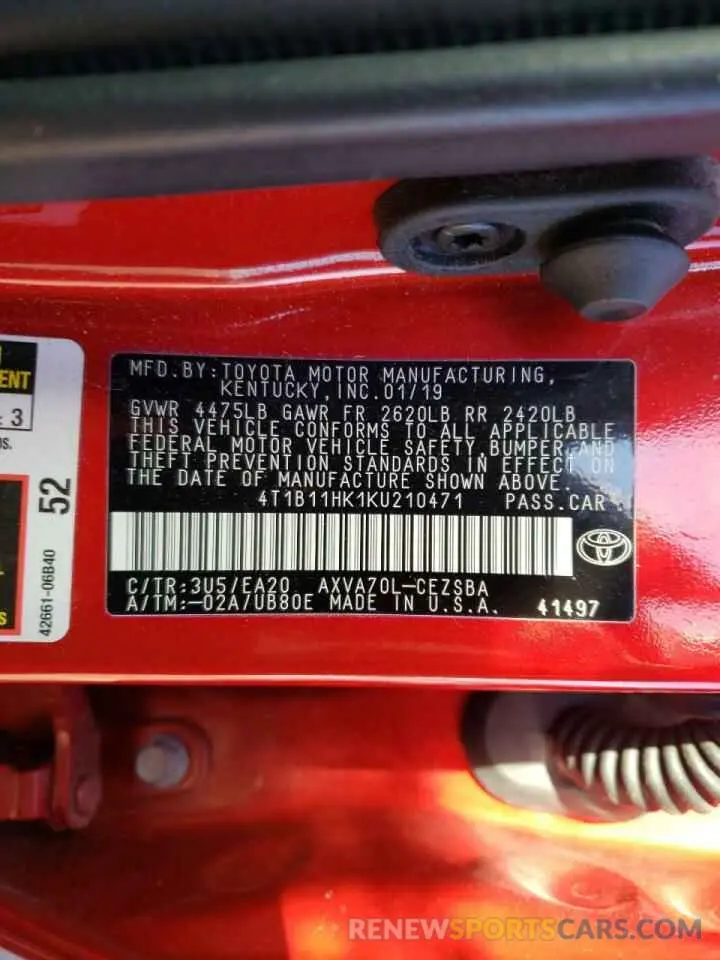 MFD.BY:TOYOTA MOTOR MANUFACTURING,
KENTUCKY,INC.01/19
GVWR 4475LB GAWR FR 2620LB RR 2420LB
THIS VEHICLE CONFORMS TO ALL APPLICABLE
FEDERAL MOTOR VEHICLE SAFETY,BUMPER,AND
THEFT PREVENTION STANDARDS IN EFFECT ON
THE DATE OF MANUFACTURE SHOWN ABOVE.
4T1B11HK1KU210471 PASS.CAR
C/TR:3U5/EA20 AXVA70L-CEZSBA
A/TM:-02A/UB80E MADE IN U.S.A. 41497
ENT
: 3
42661-06B40
52
RENEWSPORTSCARS.COM